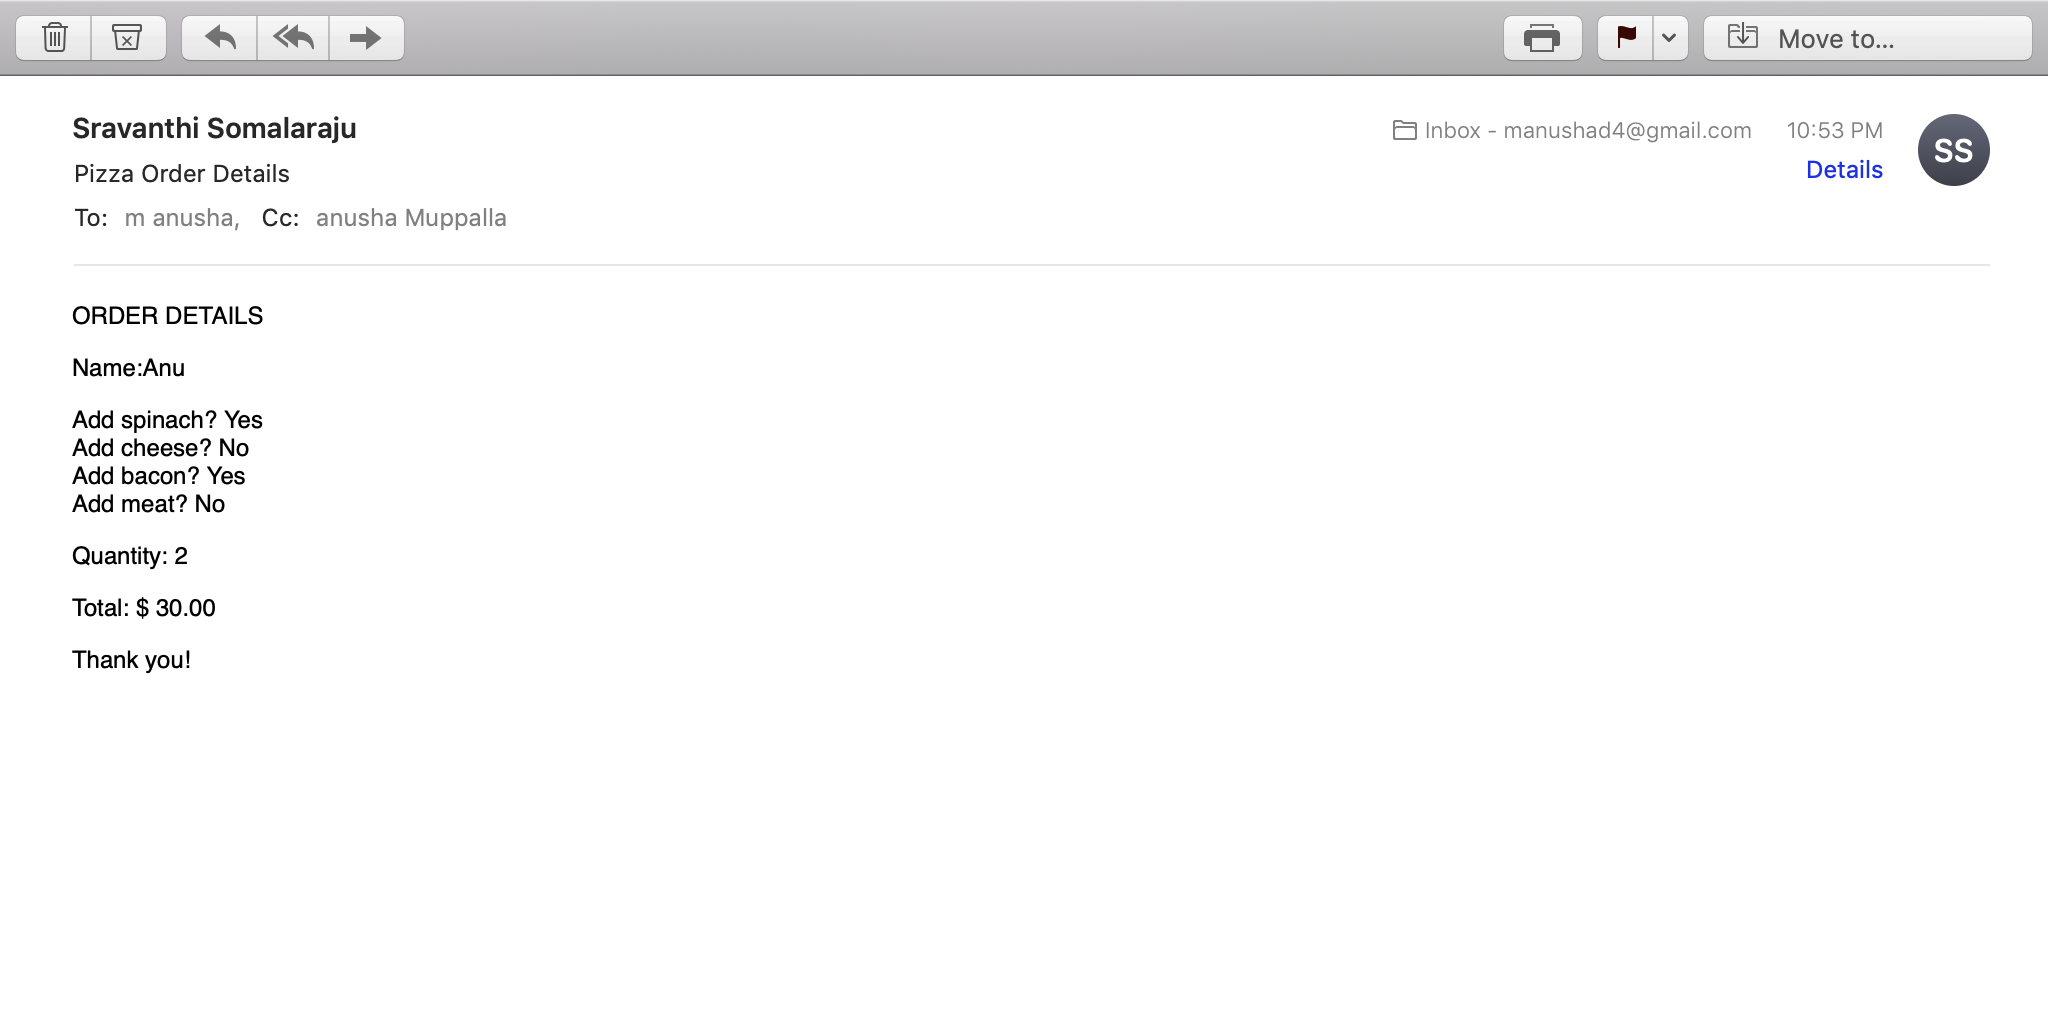 Move to...
Sravanthi Somalaraju
Inbox - manushad4@gmail.com 10:53 PM
SS
Pizza Order Details
Details
To: m anusha, Cc: anusha Muppalla
ORDER DETAILS
Name:Anu
Add spinach? Yes
Add cheese? No
Add bacon? Yes
Add meat? No
Quantity: 2
Total: $ 30.00
Thank you!